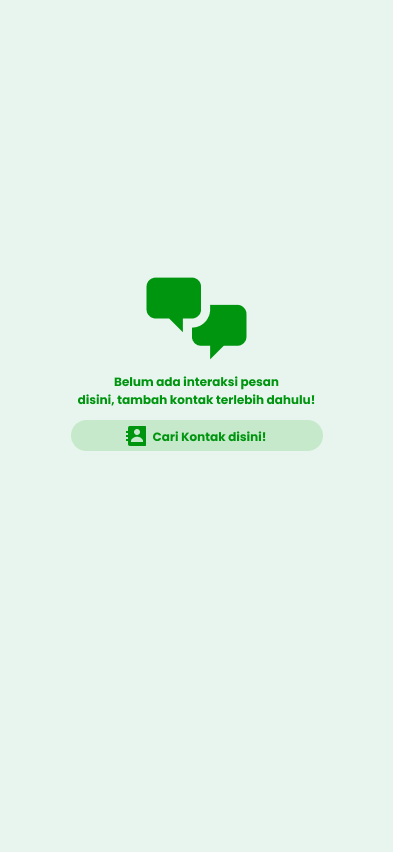 Belum ada interaksi pesan
disini, tambah kontak terlebih dahulu!
Cari Kontak disini!